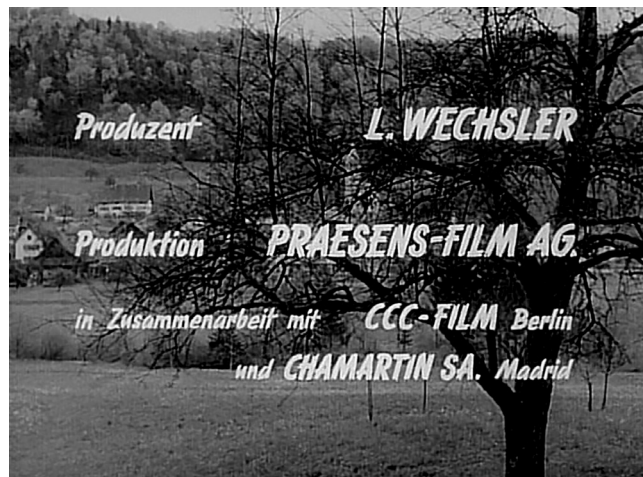 Produzent L. WECHSLER
Produktion PRAESENS-FILM AG.
in Zusammenarbeit mit CCC-FILM Berlin
und CHAMARTIN SA. Madrid